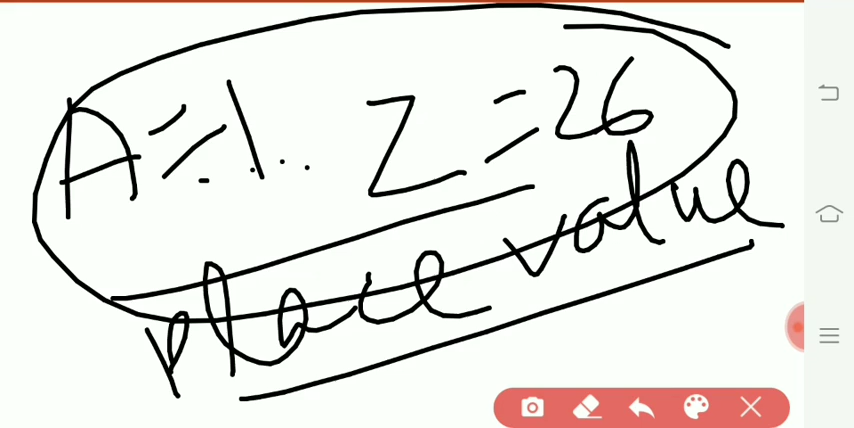 A = 1 . . . Z = 26
place value